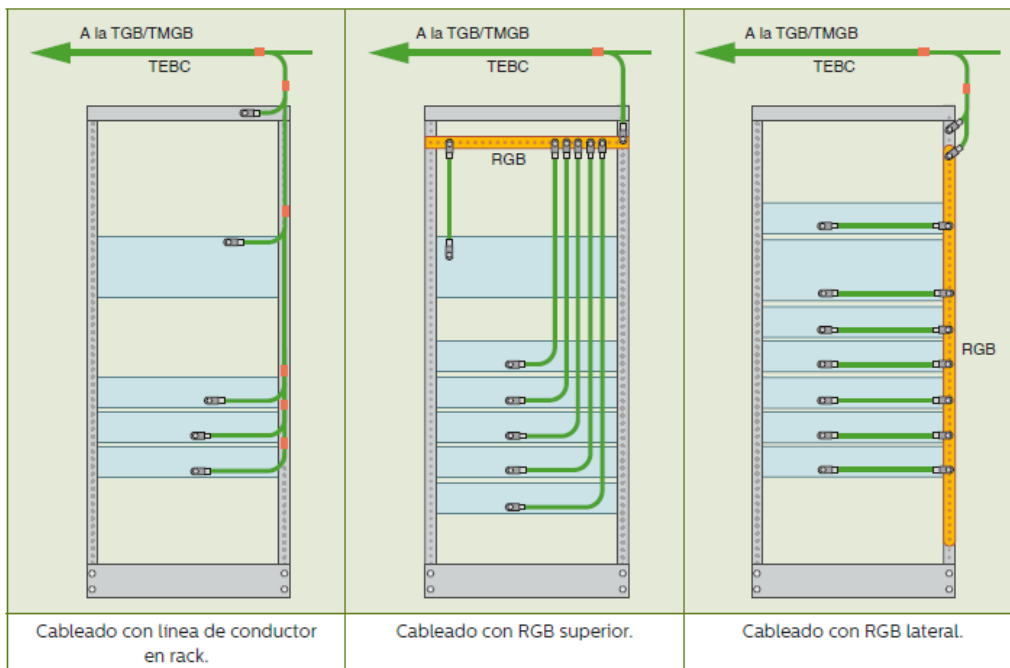 A la TGB/TMGB
TEBC
A la TGB/TMGB
TEBC
RGB
A la TGB/TMGB
TEBC
RGB
Cableado con linea de conductor
en rack.
Cableado con RGB superior.
Cableado con RGB lateral.